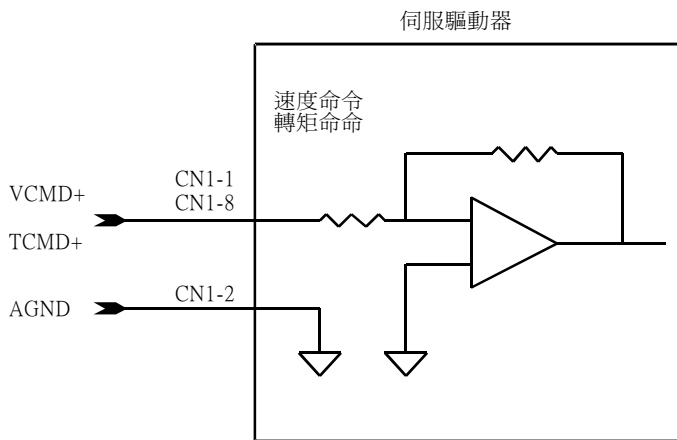 伺服驅動器
速度命令
轉矩命命
CN1-1
VCMD+
CN1-8
TCMD+
CN1-2
AGND